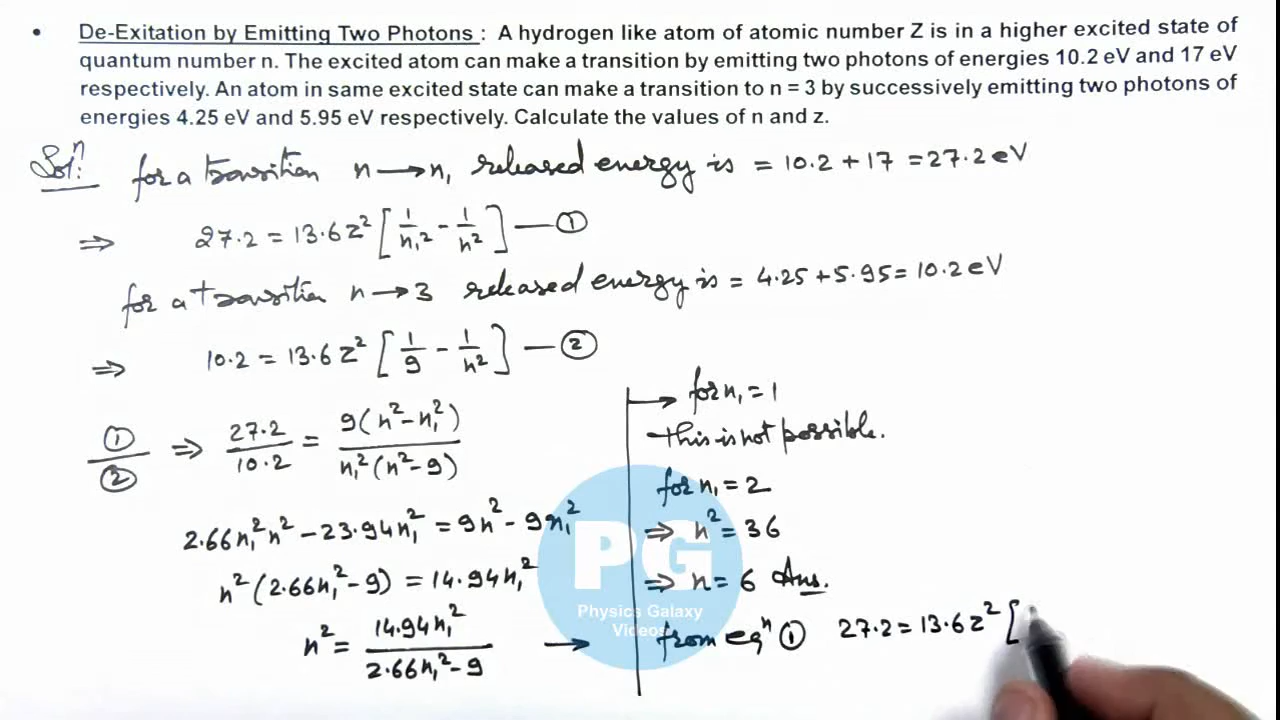 • De-Exitation by Emitting Two Photons : A hydrogen like atom of atomic number Z is in a higher excited state of
quantum number n. The excited atom can make a transition by emitting two photons of energies 10.2 eV and 17 eV
respectively. An atom in same excited state can make a transition to n = 3 by successively emitting two photons of
energies 4.25 eV and 5.95 eV respectively. Calculate the values of n and z.
Solⁿ: for a transition n → n₁ released energy is = 10.2 + 17 = 27.2 eV
⇒ 27.2 = 13.6 z² [1/n₁² - 1/n²] — ①
for a transition n → 3 released energy is = 4.25 + 5.95 = 10.2 eV
⇒ 10.2 = 13.6 z² [1/9 - 1/n²] — ②
①/② ⇒ 27.2/10.2 = 9(n² - n₁²)/n₁²(n² - 9)
2.66n₁²n² - 23.94n₁² = 9n² - 9n₁²
n²(2.66n₁² - 9) = 14.94n₁²
n² = 14.94n₁²/2.66n₁² - 9 →
→ for n₁ = 1
this is not possible.
for n₁ = 2
⇒ n² = 36
⇒ n = 6 Ans.
from eqⁿ ① 27.2 = 13.6 z² [
PG
Physics Galaxy
Videos